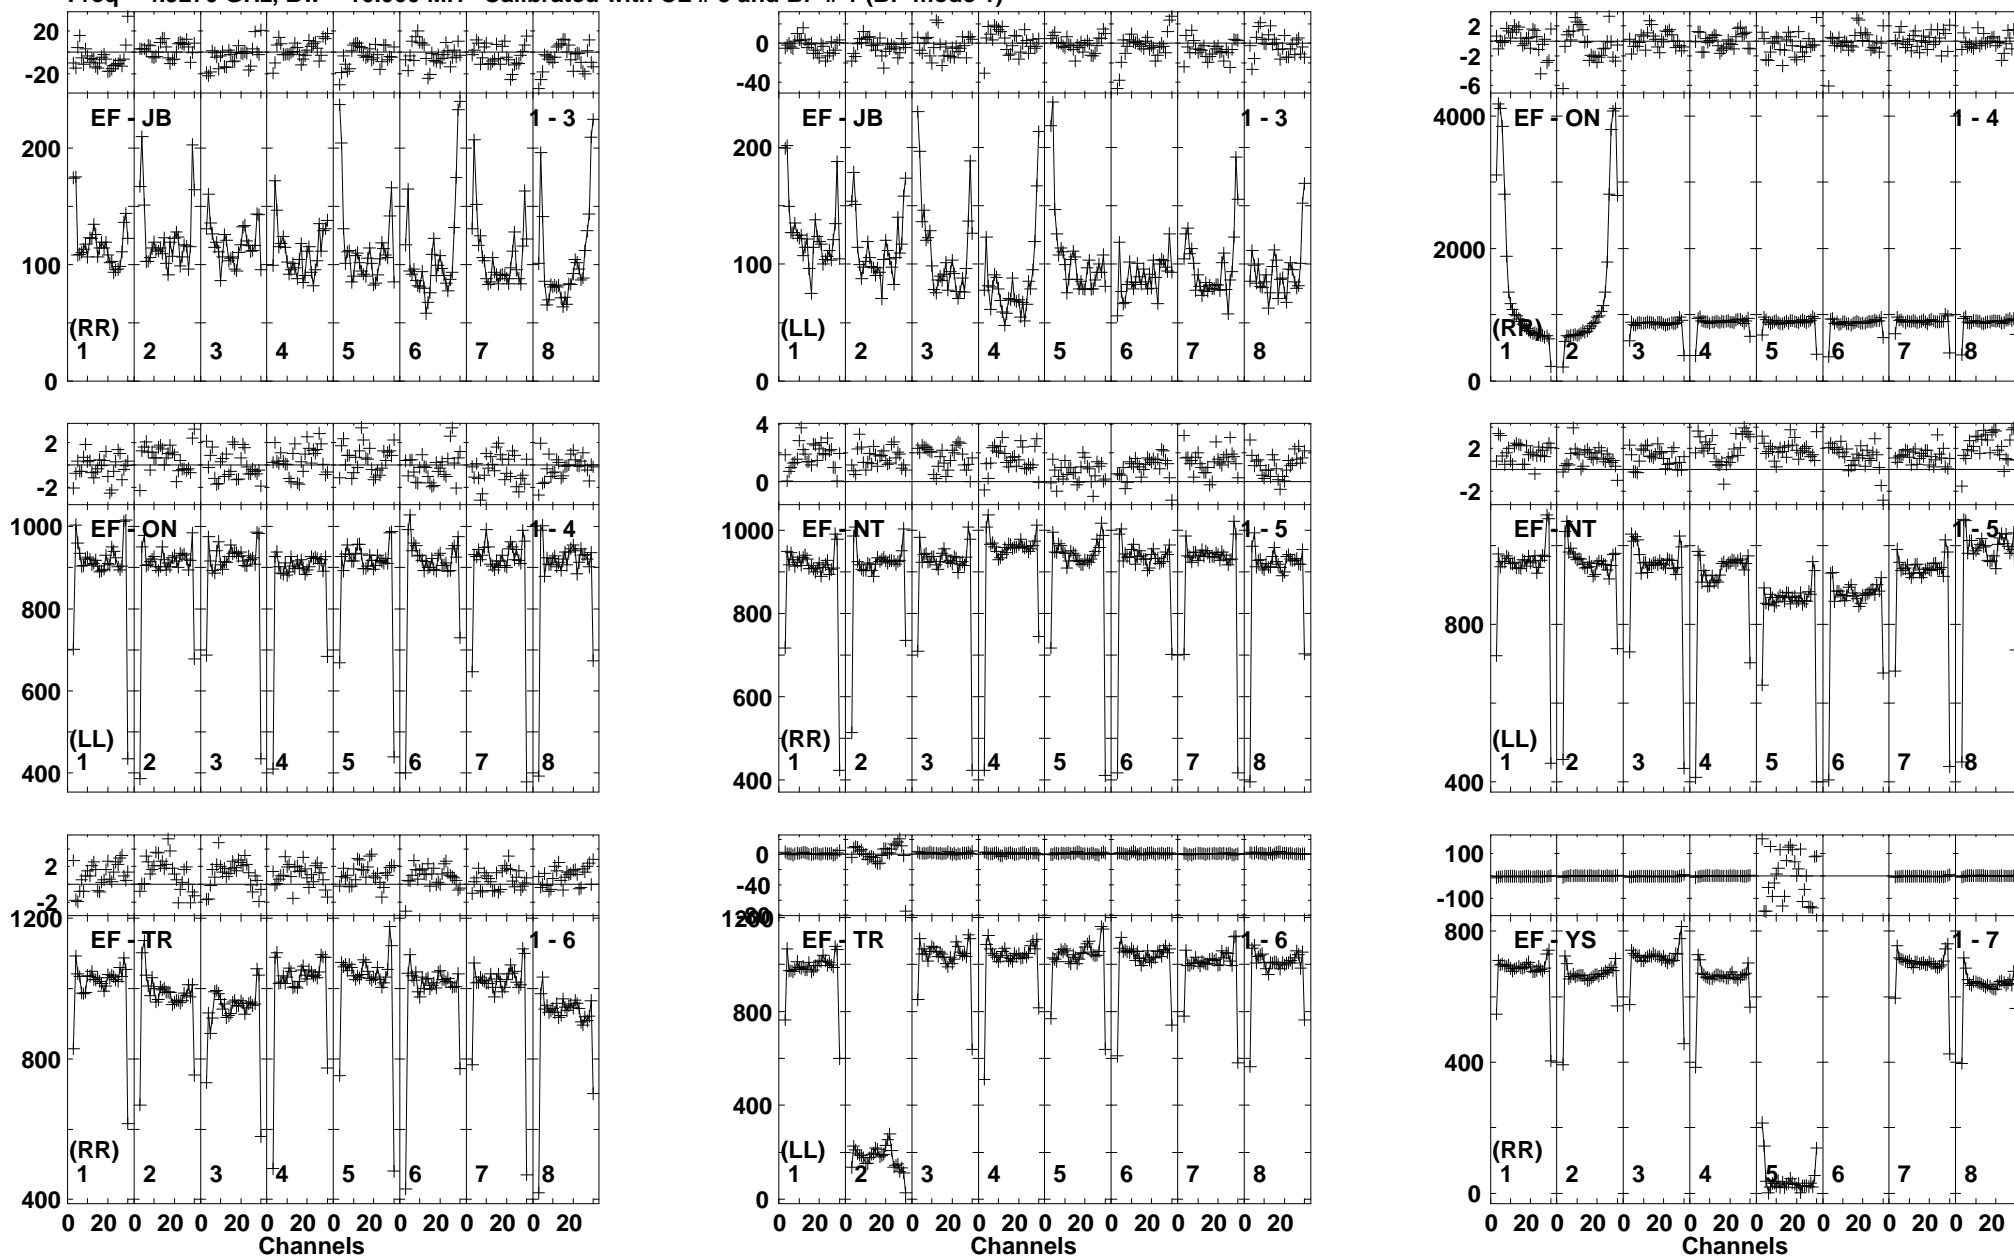 20 0 -20 0 -40 2 -2 -6
EF - JB 1 - 3 EF - JB 1 - 3 EF - ON 1 - 4
200 100 0 200 100 0 4000 2000 0
(RR) (LL) (RR)
1 2 3 4 5 6 7 8 1 2 3 4 5 6 7 8 1 2 3 4 5 6 7 8
2 -2 4 2 0 2 -2
EF - ON 1 - 4 EF - NT 1 - 5 EF - NT 1 - 5
1000 800 600 400 1000 800 600 400 800 400
(LL) (RR) (LL)
1 2 3 4 5 6 7 8 1 2 3 4 5 6 7 8 1 2 3 4 5 6 7 8
2 -2 0 -40 -80 100 -100
EF - TR 1 - 6 EF - TR 1 - 6 EF - YS 1 - 7
1200 800 400 1200 800 400 0 800 400 0
(RR) (LL) (RR)
1 2 3 4 5 6 7 8 1 2 3 4 5 6 7 8 1 2 3 4 5 6 7 8
0 20 0 20 0 20 0 20 0 20 0 20 0 20 0 20 0 20 0 20 0 20 0 20 0 20 0 20 0 20 0 20 0 20 0 20 0 20 0 20 0 20 0 20 0 20 0 20
Channels Channels Channels